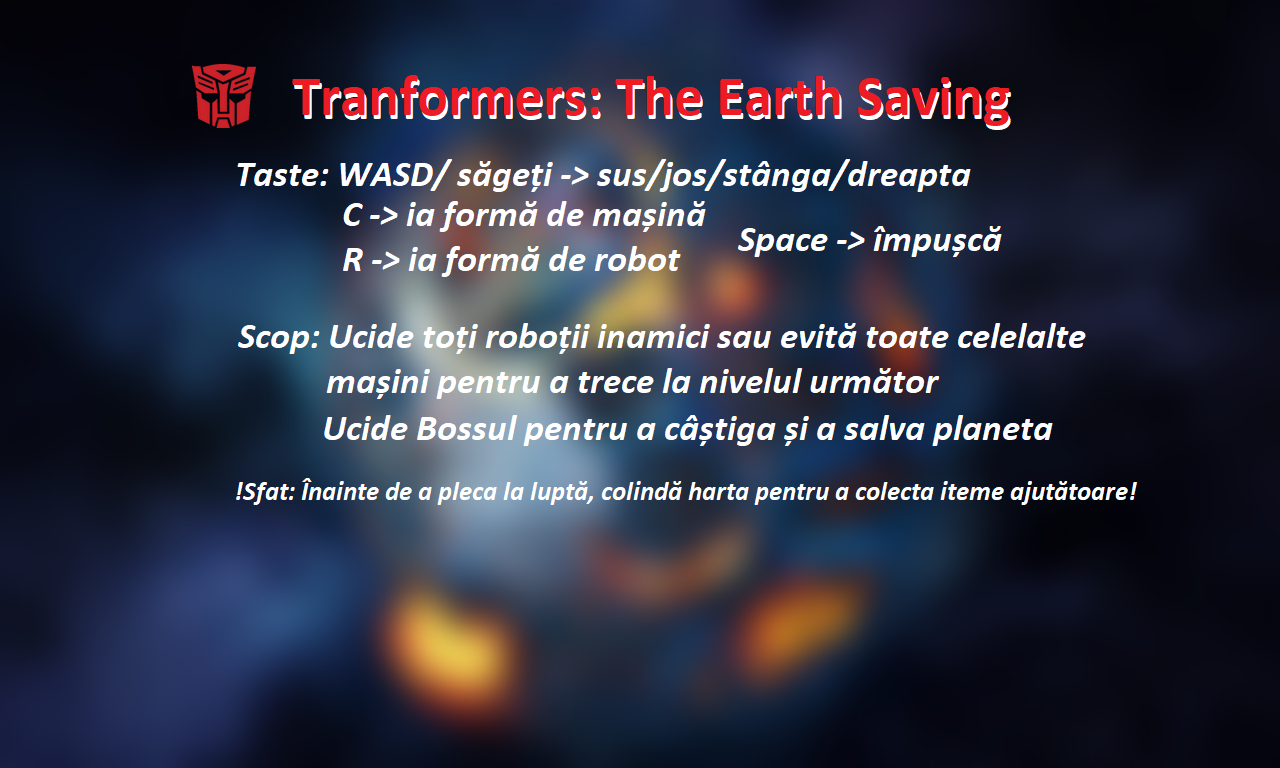 Tranformers: The Earth Saving
Taste: WASD/ săgeți -> sus/jos/stânga/dreapta
C -> ia formă de mașină
Space -> împușcă
R -> ia formă de robot
Scop: Ucide toți roboții inamici sau evită toate celelalte
mașini pentru a trece la nivelul următor
Ucide Bossul pentru a câștiga și a salva planeta
!Sfat: Înainte de a pleca la luptă, colindă harta pentru a colecta iteme ajutătoare!